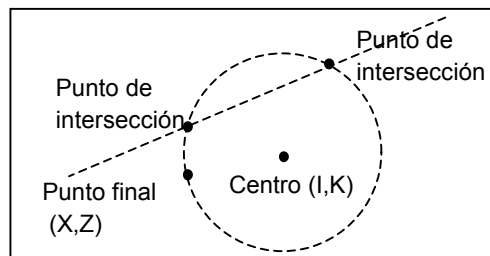 Punto de
intersección
Punto de
intersección
Punto final
(X,Z)
Centro (I,K)